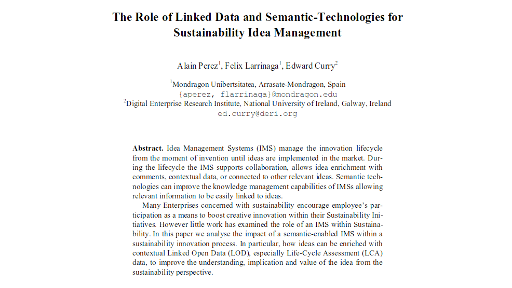 The Role of Linked Data and Semantic-Technologies for
Sustainability Idea Management
Alain Perez1, Felix Larrinaga1, Edward Curry2
1Mondragon Unibertsitatea, Arrasate-Mondragon, Spain
{aperez, flarrinaga}@mondragon.edu
2Digital Enterprise Research Institute, National University of Ireland, Galway, Ireland
ed.curry@deri.org
Abstract. Idea Management Systems (IMS) manage the innovation lifecycle
from the moment of invention until ideas are implemented in the market. Dur-
ing the lifecycle the IMS supports collaboration, allows idea enrichment with
comments, contextual data, or connected to other relevant ideas. Semantic tech-
nologies can improve the knowledge management capabilities of IMSs allowing
relevant information to be easily linked to ideas.
Many Enterprises concerned with sustainability encourage employee's par-
ticipation as a means to boost creative innovation within their Sustainability Ini-
tiatives. However little work has examined the role of an IMS within Sustaina-
bility. In this paper we analyse the impact of a semantic-enabled IMS within a
sustainability innovation process. In particular, how ideas can be enriched with
contextual Linked Open Data (LOD), especially Life-Cycle Assessment (LCA)
data, to improve the understanding, implication and value of the idea from the
sustainability perspective.